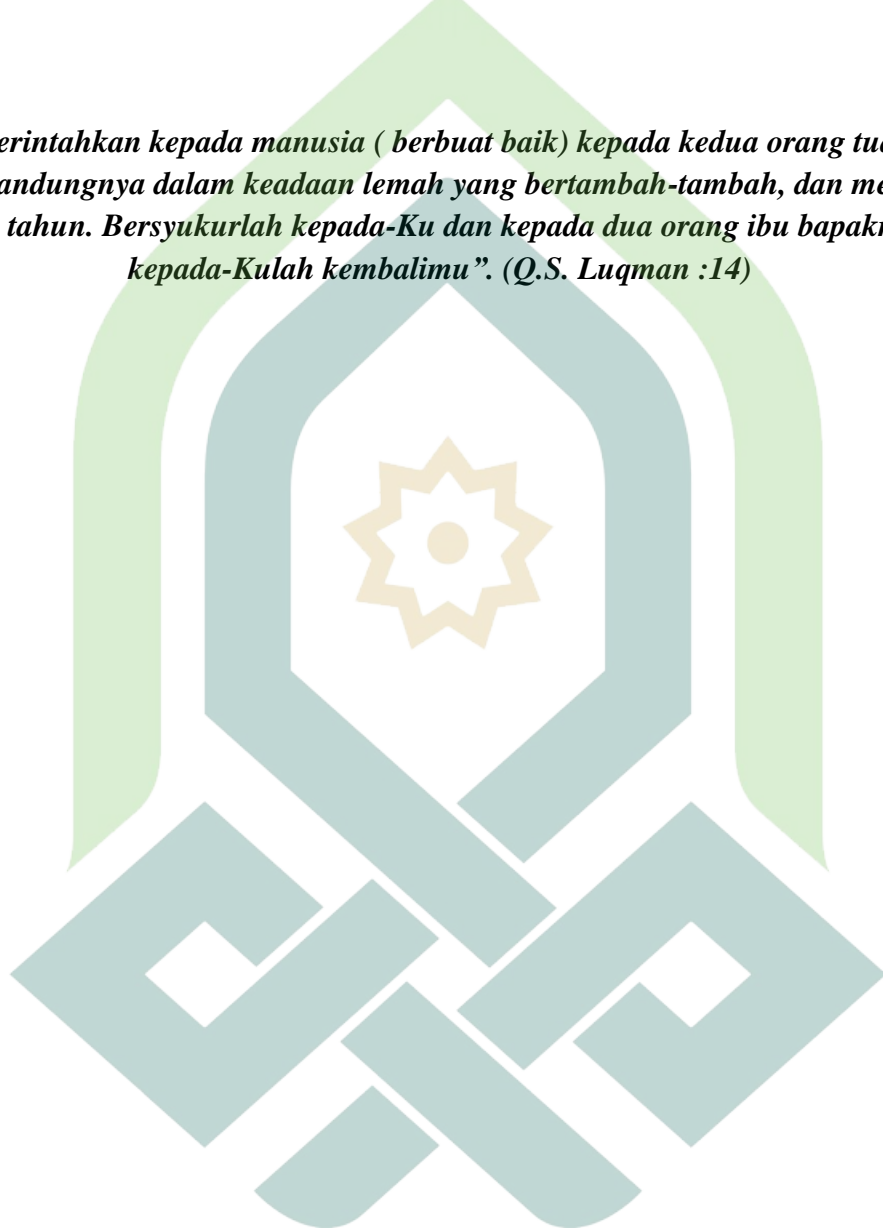 erintahkan kepada manusia ( berbuat baik) kepada kedua orang tua
andungnya dalam keadaan lemah yang bertambah-tambah, dan me
tahun. Bersyukurlah kepada-Ku dan kepada dua orang ibu bapak
kepada-Kulah kembalimu”. (Q.S. Luqman :14)